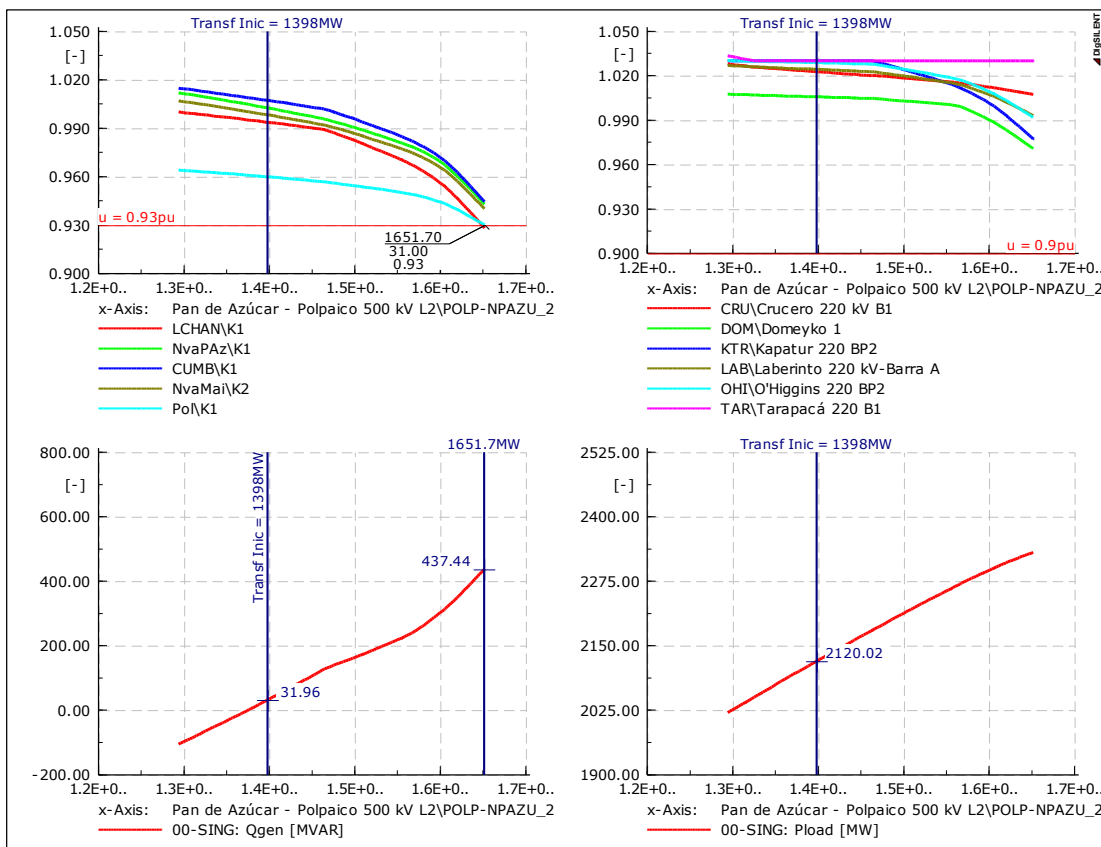 Transf Inic = 1398MW
1.050
[-]
1.020
0.990
0.960
0.930
0.900
u = 0.93pu
1651.70
31.00
0.93
1.2E+0.. 1.3E+0.. 1.4E+0.. 1.5E+0.. 1.6E+0.. 1.7E+0..
x-Axis: Pan de Azúcar - Polpaico 500 kV L2\POLP-NPAZU_2
LCHAN\K1
NvaPAz\K1
CUMB\K1
NvaMai\K2
Pol\K1
Transf Inic = 1398MW
DIgSILENT
1.050
[-]
1.020
0.990
0.960
0.930
0.900
u = 0.9pu
1.2E+0.. 1.3E+0.. 1.4E+0.. 1.5E+0.. 1.6E+0.. 1.7E+0..
x-Axis: Pan de Azúcar - Polpaico 500 kV L2\POLP-NPAZU_2
CRU\Crucero 220 kV B1
DOM\Domeyko 1
KTR\Kapatur 220 BP2
LAB\Laberinto 220 kV-Barra A
OHI\O'Higgins 220 BP2
TAR\Tarapacá 220 B1
1651.7MW
800.00
[-]
600.00
400.00
200.00
0.00
-200.00
Transf Inic = 1398MW
437.44
31.96
1.2E+0.. 1.3E+0.. 1.4E+0.. 1.5E+0.. 1.6E+0.. 1.7E+0..
x-Axis: Pan de Azúcar - Polpaico 500 kV L2\POLP-NPAZU_2
00-SING: Qgen [MVAR]
Transf Inic = 1398MW
2525.00
[-]
2400.00
2275.00
2150.00
2025.00
1900.00
2120.02
1.2E+0.. 1.3E+0.. 1.4E+0.. 1.5E+0.. 1.6E+0.. 1.7E+0..
x-Axis: Pan de Azúcar - Polpaico 500 kV L2\POLP-NPAZU_2
00-SING: Pload [MW]